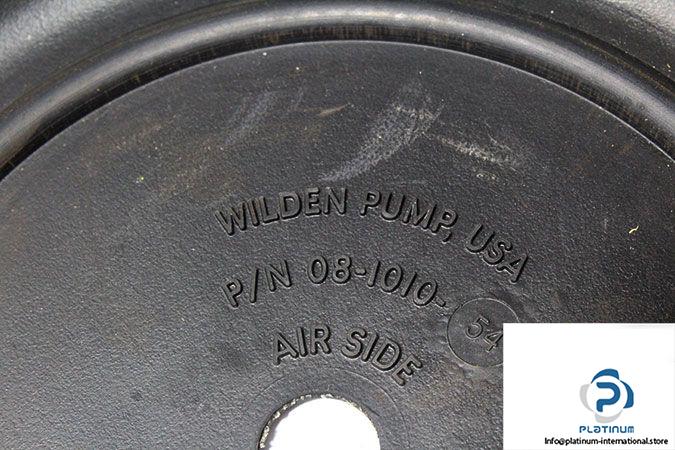 WILDEN PUMP, USA
P/N 08-1010-54
AIR SIDE
PLATINUM
Info@platinum-international.store